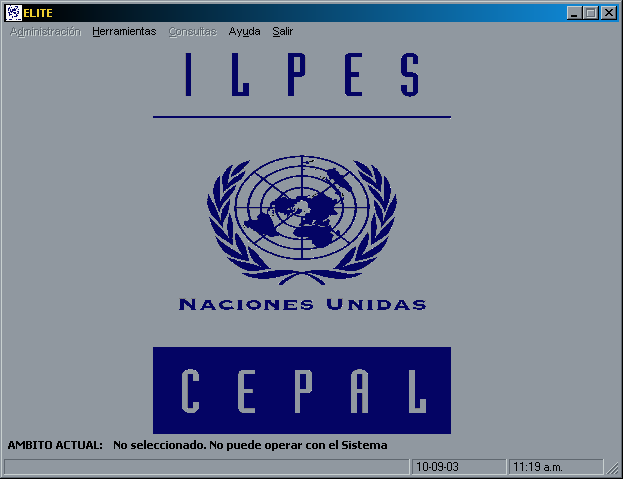 ELITE
Administración Herramientas Consultas Ayuda Salir
ILPES
NACIONES UNIDAS
CEPAL
AMBITO ACTUAL: No seleccionado. No puede operar con el Sistema
10-09-03 11:19 a.m.